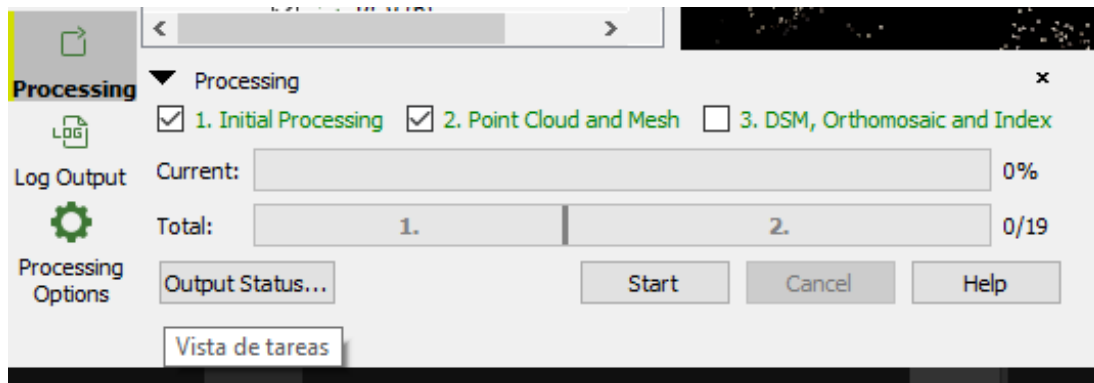 Processing
Processing
1. Initial Processing 2. Point Cloud and Mesh 3. DSM, Orthomosaic and Index
LOG
Log Output
Current: 0%
Total: 1. 2. 0/19
Processing
Options
Output Status... Start Cancel Help
Vista de tareas